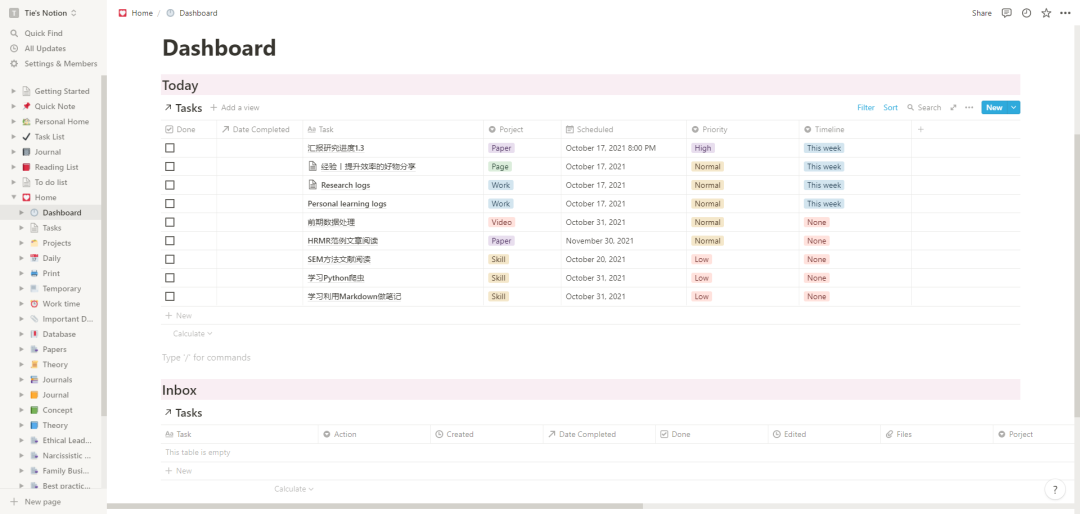 Tie's Notion
Quick Find
All Updates
Settings & Members
Getting Started
Quick Note
Personal Home
Task List
Journal
Reading List
To do list
Home
Dashboard
Tasks
Projects
Daily
Print
Temporary
Work time
Important D...
Database
Papers
Theory
Journals
Journal
Concept
Theory
Ethical Lead...
Narcissistic ...
Family Busi...
Best practic...
New page
Home / Dashboard
Share
Dashboard
Today
Tasks + Add a view Filter Sort Search New
Done Date Completed Task Porject Scheduled Priority Timeline
汇报研究进度1.3 Paper October 17, 2021 8:00 PM High This week
经验丨提升效率的好物分享 Page October 17, 2021 Normal This week
Research logs Work October 17, 2021 Normal This week
Personal learning logs Work October 17, 2021 Normal This week
前期数据处理 Video October 31, 2021 Normal None
HRMR范例文章阅读 Paper November 30, 2021 Normal None
SEM方法文献阅读 Skill October 20, 2021 Low None
学习Python爬虫 Skill October 31, 2021 Low None
学习利用Markdown做笔记 Skill October 31, 2021 Low None
+ New
Calculate
Type '/' for commands
Inbox
Tasks
Task Action Created Date Completed Done Edited Files Porject
This table is empty
+ New
Calculate
?